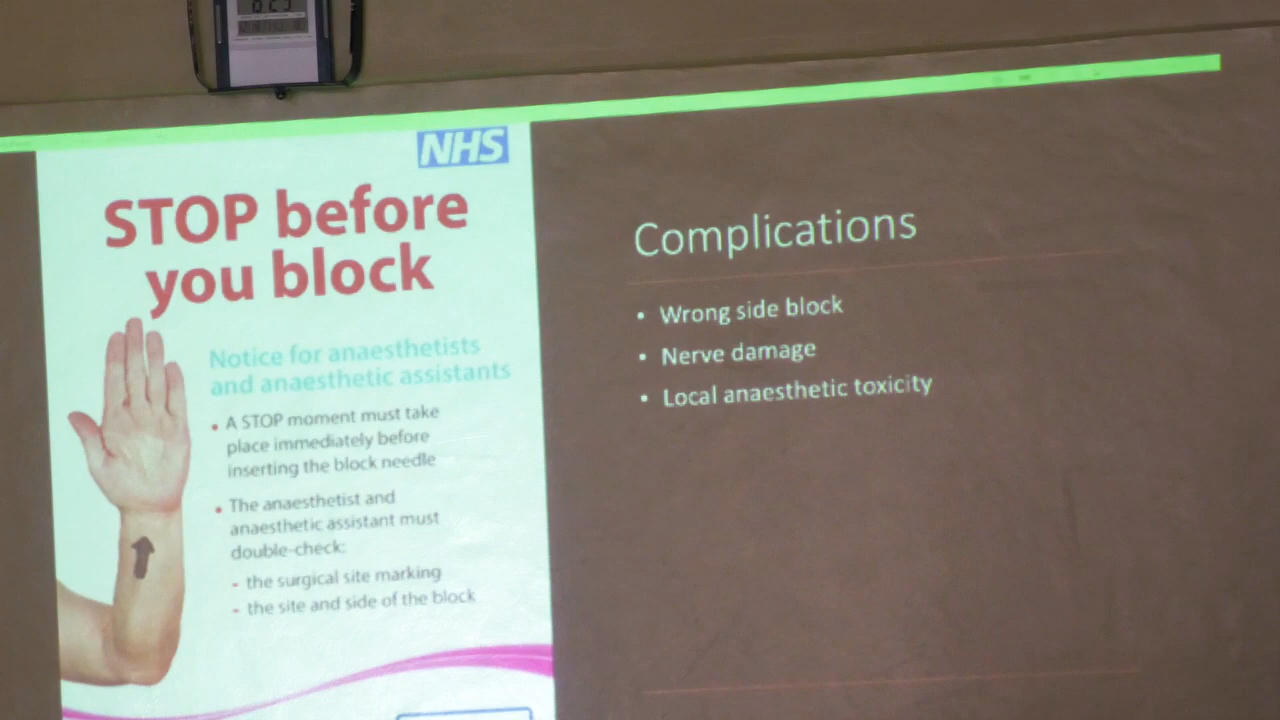 NHS
STOP before
you block
Notice for anaesthetists
and anaesthetic assistants
• A STOP moment must take
place immediately before
inserting the block needle
• The anaesthetist and
anaesthetic assistant must
double-check:
- the surgical site marking
- the site and side of the block
Complications
• Wrong side block
• Nerve damage
• Local anaesthetic toxicity